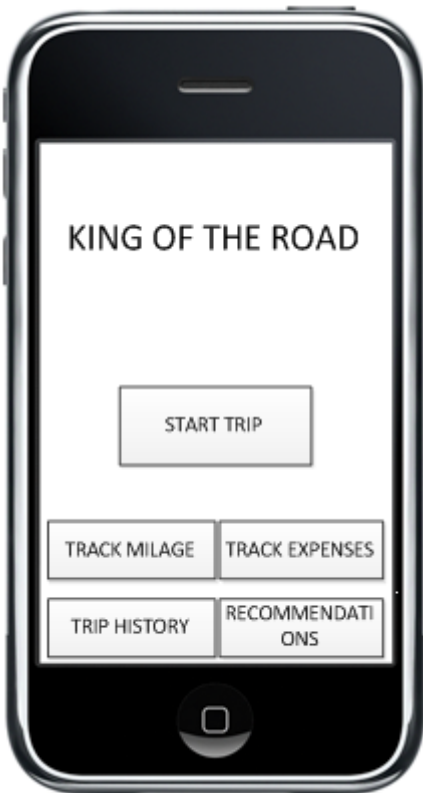 KING OF THE ROAD
START TRIP
TRACK MILAGE
TRACK EXPENSES
TRIP HISTORY
RECOMMENDATI
ONS